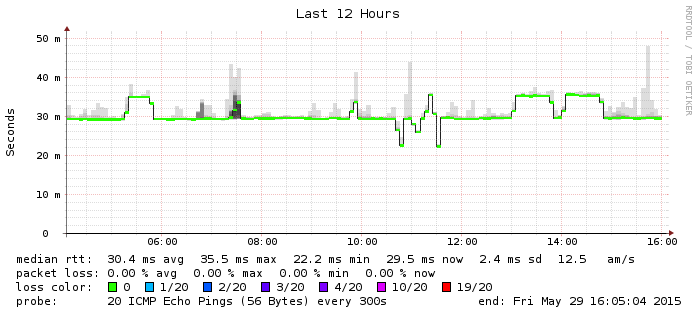 Last 12 Hours
RRDTOOL / TOBI OETIKER
Seconds
50 m
40 m
30 m
20 m
10 m
0
06:00 08:00 10:00 12:00 14:00 16:00
median rtt: 30.4 ms avg 35.5 ms max 22.2 ms min 29.5 ms now 2.4 ms sd 12.5 am/s
packet loss: 0.00 % avg 0.00 % max 0.00 % min 0.00 % now
loss color: 0 1/20 2/20 3/20 4/20 10/20 19/20
probe: 20 ICMP Echo Pings (56 Bytes) every 300s end: Fri May 29 16:05:04 2015